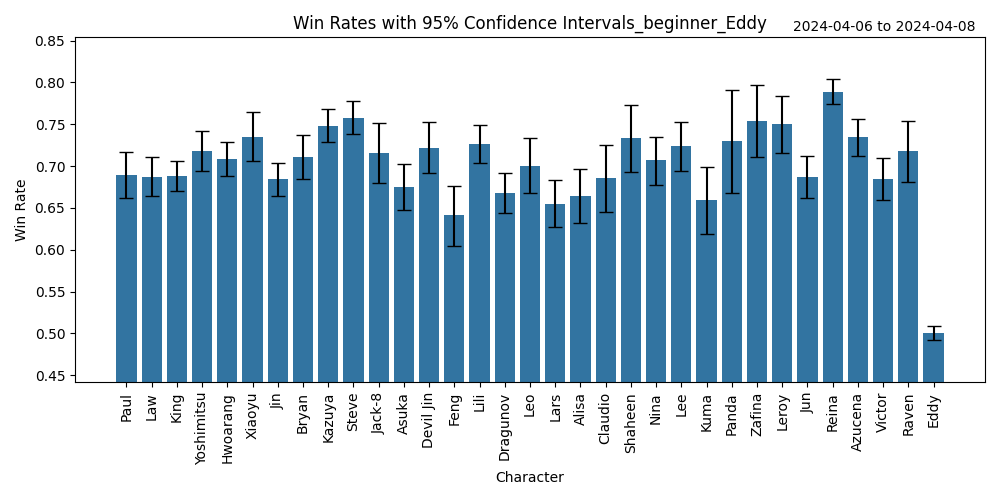 Win Rates with 95% Confidence Intervals_beginner_Eddy
2024-04-06 to 2024-04-08
Win Rate
0.85
0.80
0.75
0.70
0.65
0.60
0.55
0.50
0.45
Paul
Law
King
Yoshimitsu
Hwoarang
Xiaoyu
Jin
Bryan
Kazuya
Steve
Jack-8
Asuka
Devil Jin
Feng
Lili
Dragunov
Leo
Lars
Alisa
Claudio
Shaheen
Nina
Lee
Kuma
Panda
Zafina
Leroy
Jun
Reina
Azucena
Victor
Raven
Eddy
Character